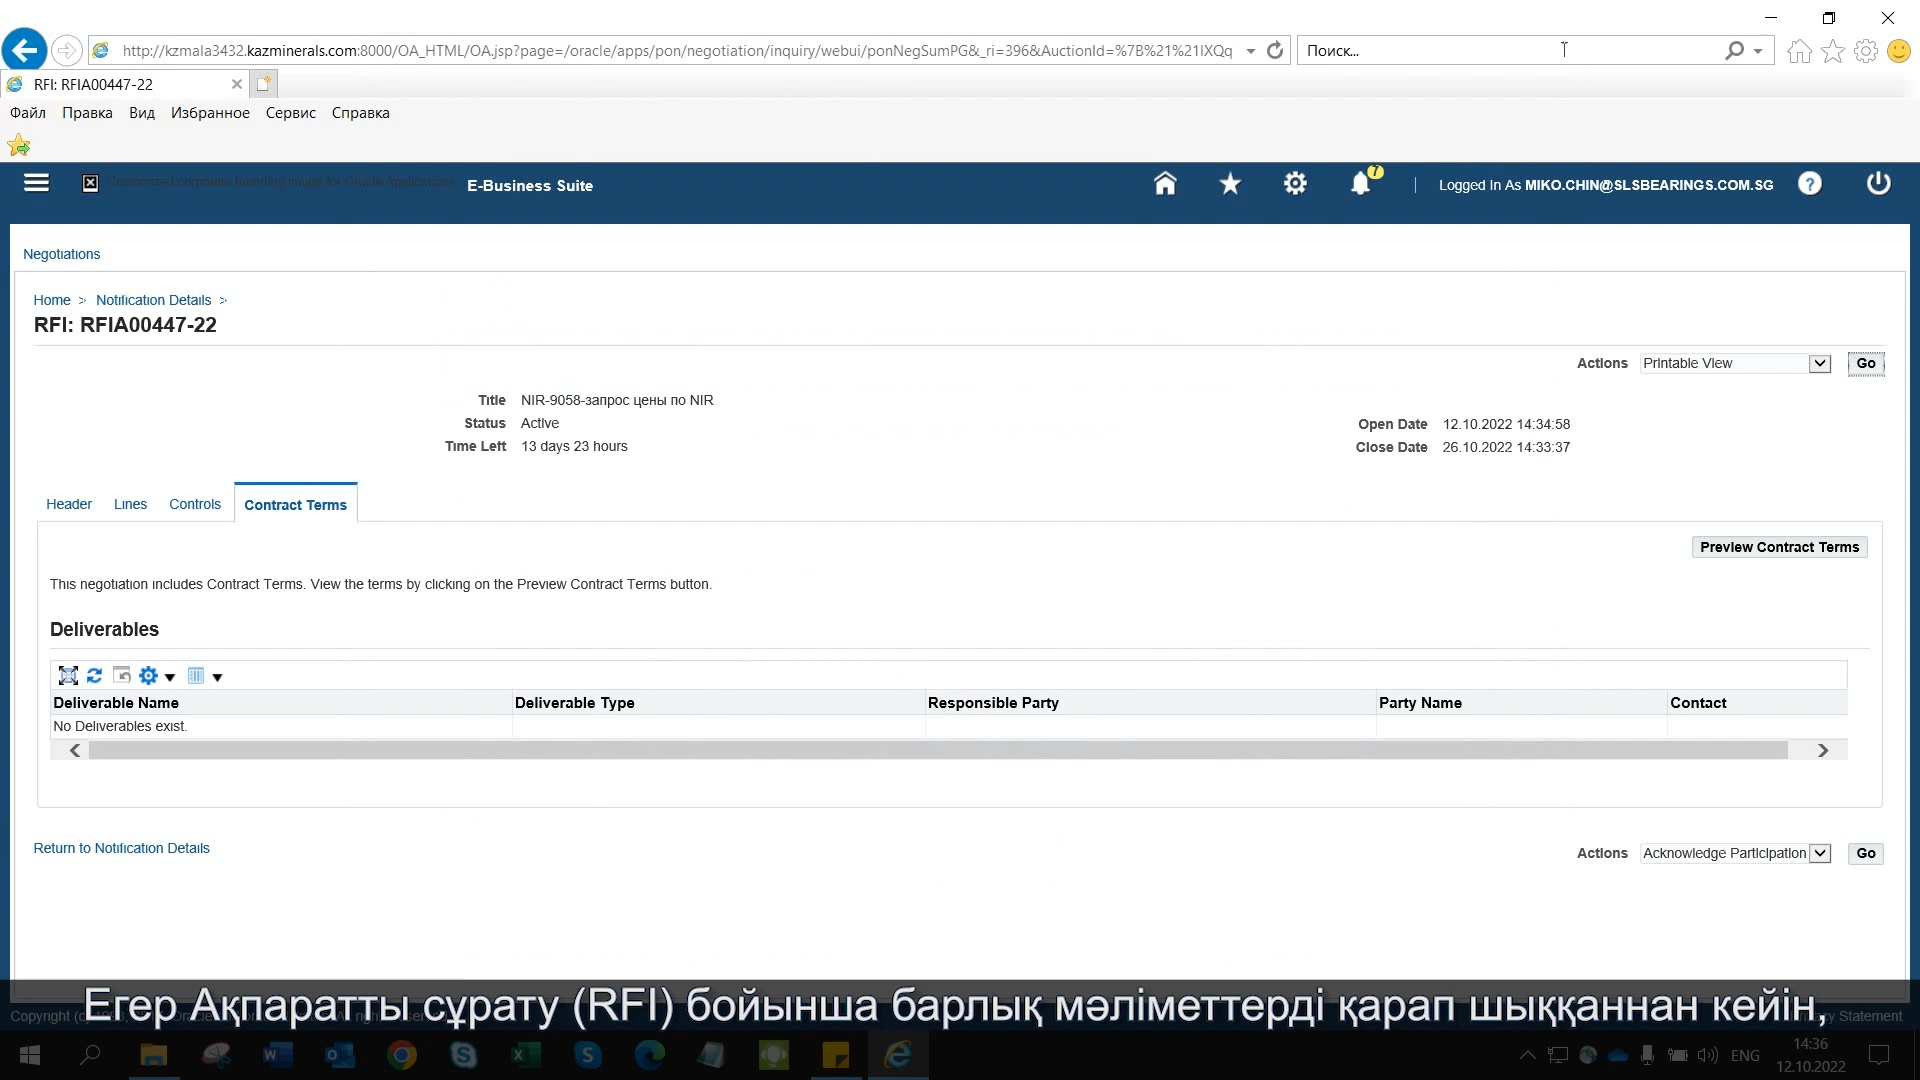 http://kzmala3432.kazminerals.com:8000/OA_HTML/OA.jsp?page=/oracle/apps/pon/negotiation/inquiry/webui/ponNegSumPG&_ri=396&AuctionId=%7B%21%21IXQq
Поиск...
RFI: RFIA00447-22
Файл Правка Вид Избранное Сервис Справка
E-Business Suite
7
Logged In As MIKO.CHIN@SLSBEARINGS.COM.SG
Negotiations
Home > Notification Details >
RFI: RFIA00447-22
Actions Printable View Go
Title NIR-9058-запрос цены по NIR
Status Active
Time Left 13 days 23 hours
Open Date 12.10.2022 14:34:58
Close Date 26.10.2022 14:33:37
Header Lines Controls Contract Terms
Preview Contract Terms
This negotiation includes Contract Terms. View the terms by clicking on the Preview Contract Terms button.
Deliverables
Deliverable Name Deliverable Type Responsible Party Party Name Contact
No Deliverables exist.
Return to Notification Details
Actions Acknowledge Participation Go
Егер Ақпаратты сұрату (RFI) бойынша барлық мәліметтерді қарап шыққаннан кейін,
Copyright (c)
Statement
ENG
14:36
12.10.2022